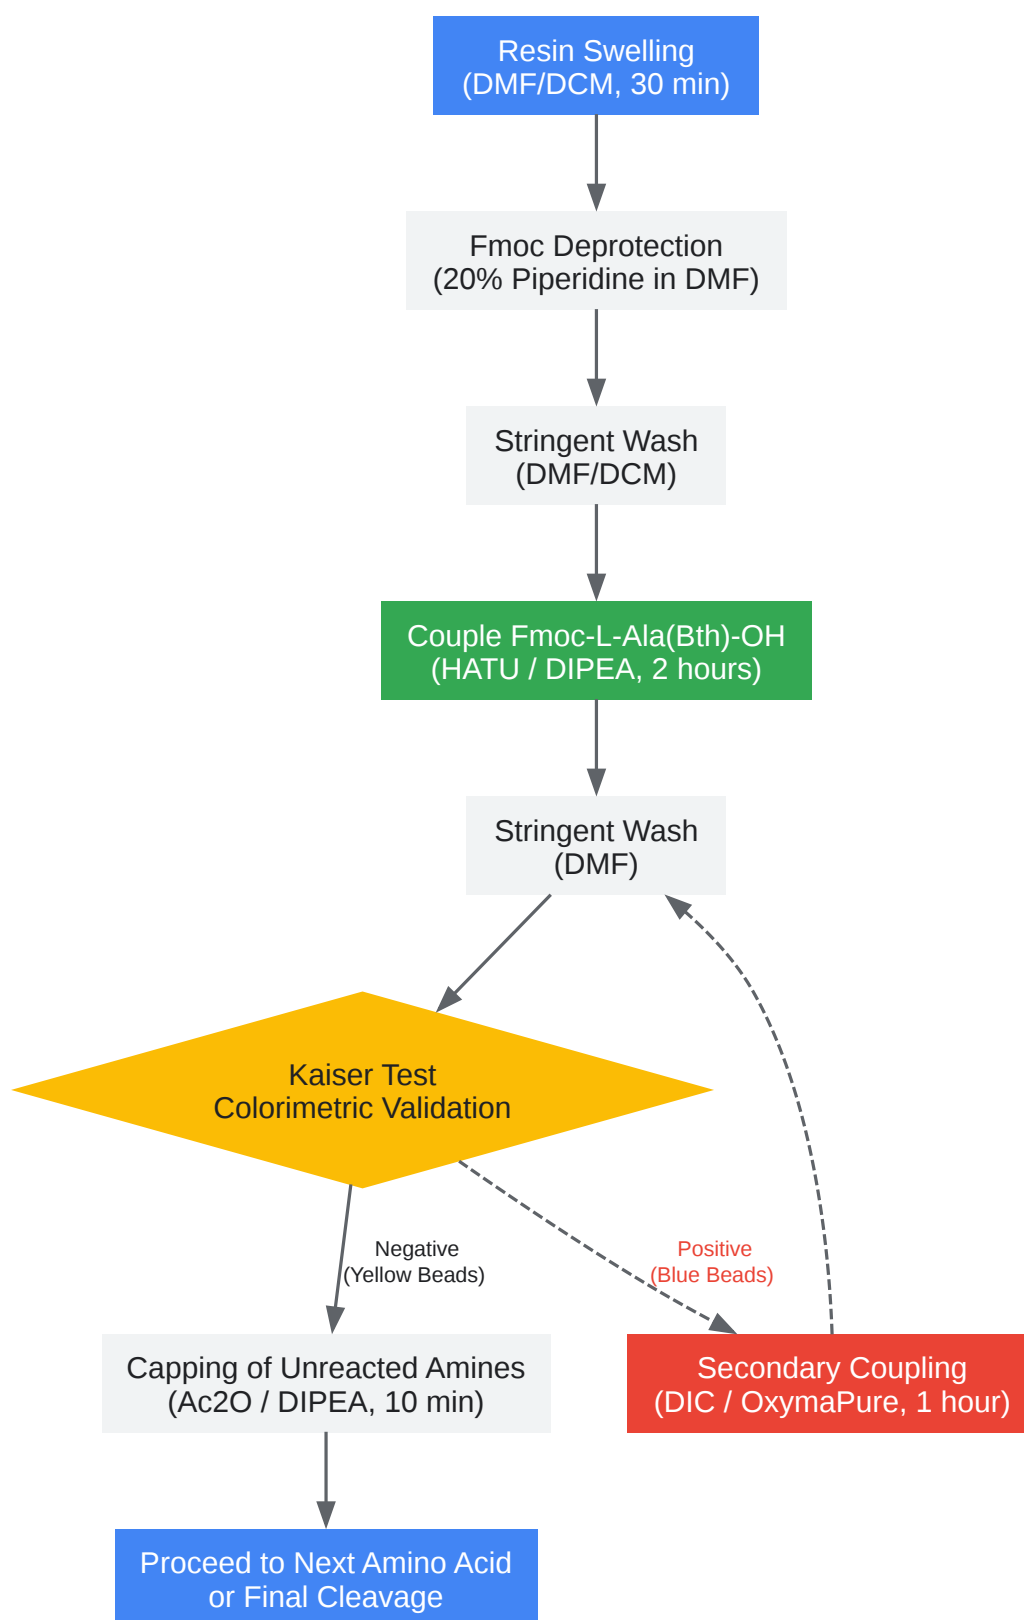 Resin Swelling
(DMF/DCM, 30 min)
Fmoc Deprotection
(20% Piperidine in DMF)
Stringent Wash
(DMF/DCM)
Couple Fmoc-L-Ala(Bth)-OH
(HATU / DIPEA, 2 hours)
Stringent Wash
(DMF)
Kaiser Test
Colorimetric Validation
Negative
(Yellow Beads)
Positive
(Blue Beads)
Capping of Unreacted Amines
(Ac2O / DIPEA, 10 min)
Secondary Coupling
(DIC / OxymaPure, 1 hour)
Proceed to Next Amino Acid
or Final Cleavage